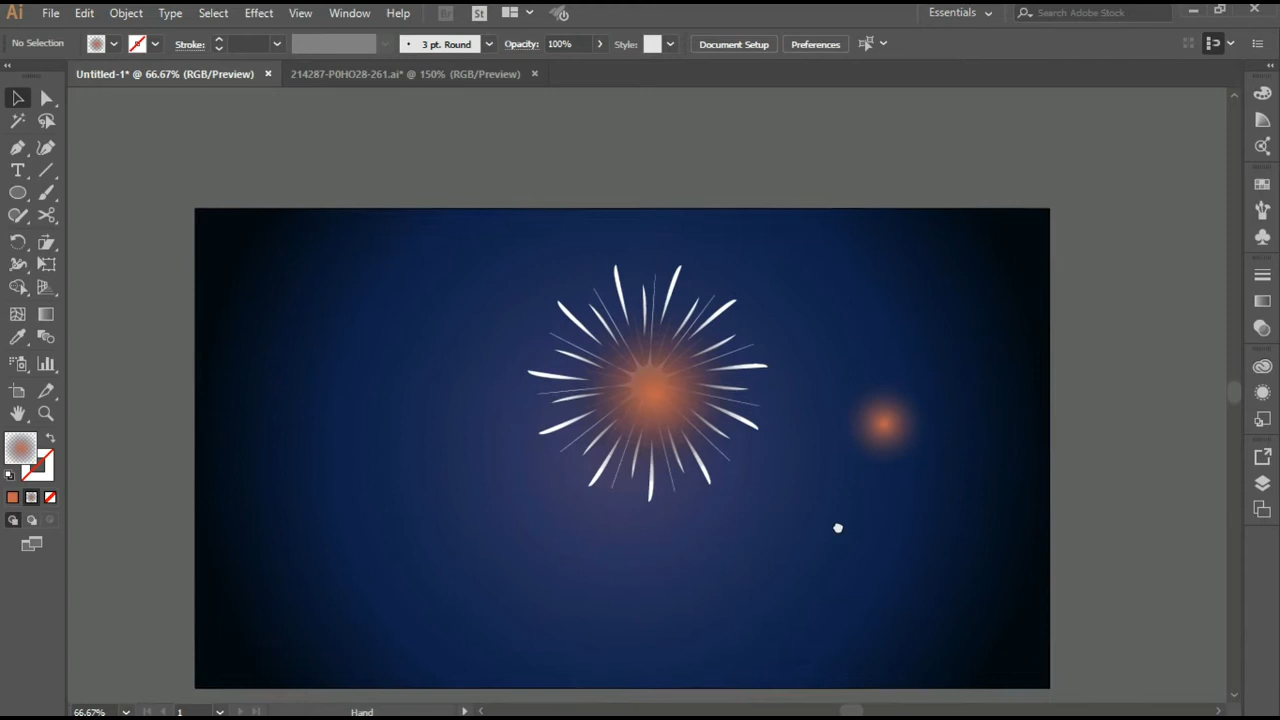 Ai File Edit Object Type Select Effect View Window Help Br St Essentials Search Adobe Stock
No Selection Stroke: 3 pt. Round Opacity: 100% Style: Document Setup Preferences
Untitled-1* @ 66.67% (RGB/Preview) × 214287-P0HO28-261.ai* @ 150% (RGB/Preview) ×
66.67% 1 Hand